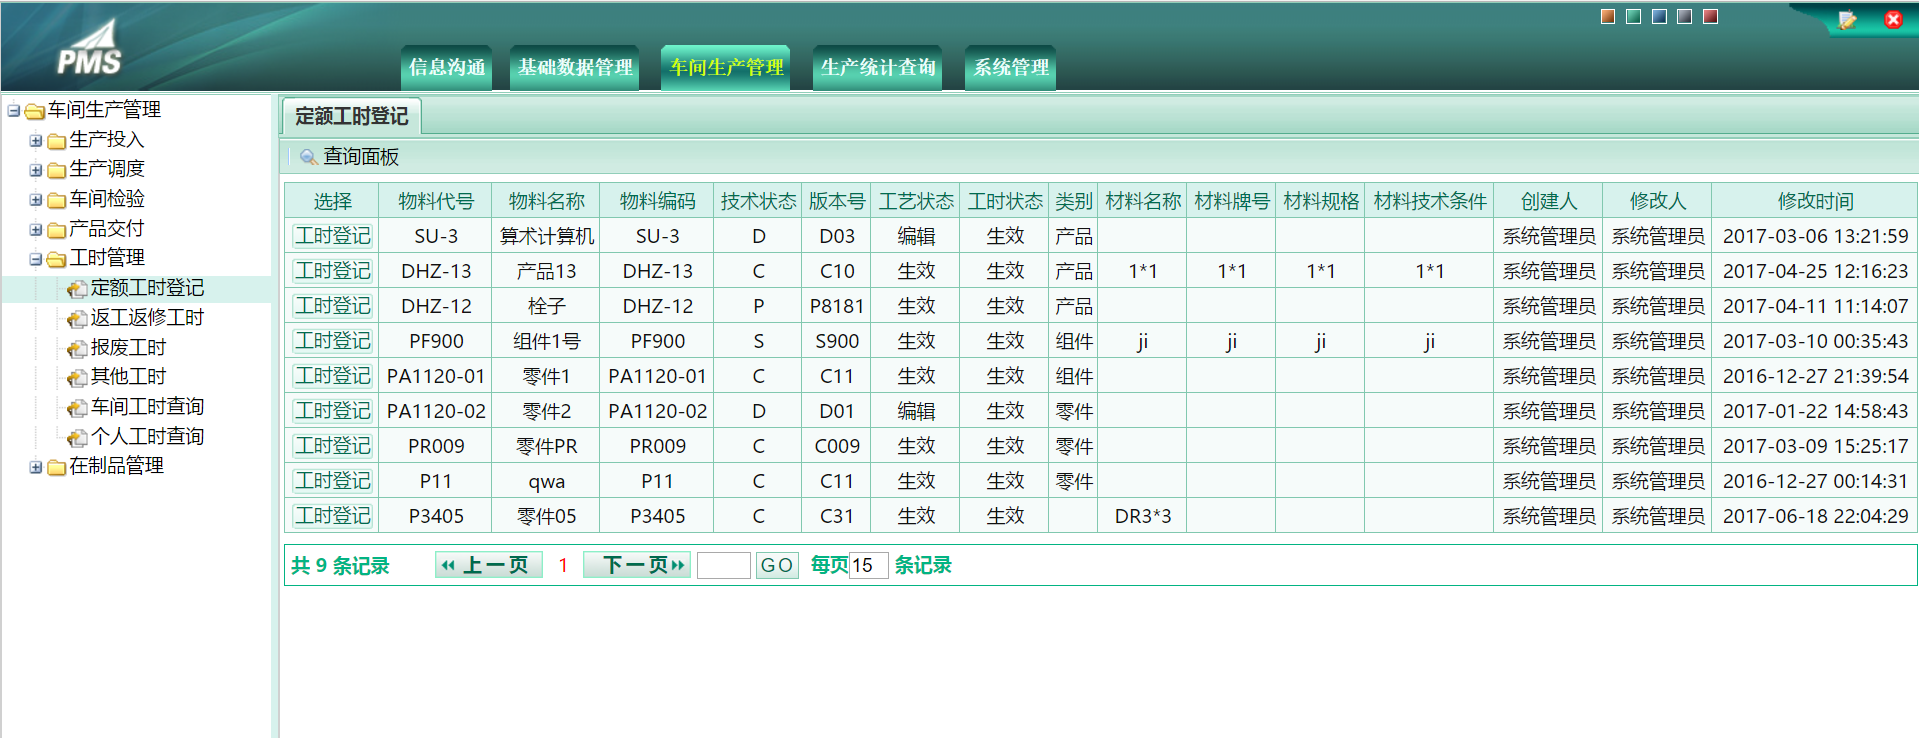 PMS
信息沟通 基础数据管理 车间生产管理 生产统计查询 系统管理
车间生产管理
生产投入
生产调度
车间检验
产品交付
工时管理
定额工时登记
返工返修工时
报废工时
其他工时
车间工时查询
个人工时查询
在制品管理
定额工时登记
查询面板
选择 物料代号 物料名称 物料编码 技术状态 版本号 工艺状态 工时状态 类别 材料名称 材料牌号 材料规格 材料技术条件 创建人 修改人 修改时间
工时登记 SU-3 算术计算机 SU-3 D D03 编辑 生效 产品 系统管理员 系统管理员 2017-03-06 13:21:59
工时登记 DHZ-13 产品13 DHZ-13 C C10 生效 生效 产品 1*1 1*1 1*1 1*1 系统管理员 系统管理员 2017-04-25 12:16:23
工时登记 DHZ-12 栓子 DHZ-12 P P8181 生效 生效 产品 系统管理员 系统管理员 2017-04-11 11:14:07
工时登记 PF900 组件1号 PF900 S S900 生效 生效 组件 ji ji ji ji 系统管理员 系统管理员 2017-03-10 00:35:43
工时登记 PA1120-01 零件1 PA1120-01 C C11 生效 生效 组件 系统管理员 系统管理员 2016-12-27 21:39:54
工时登记 PA1120-02 零件2 PA1120-02 D D01 编辑 生效 零件 系统管理员 系统管理员 2017-01-22 14:58:43
工时登记 PR009 零件PR PR009 C C009 生效 生效 零件 系统管理员 系统管理员 2017-03-09 15:25:17
工时登记 P11 qwa P11 C C11 生效 生效 零件 系统管理员 系统管理员 2016-12-27 00:14:31
工时登记 P3405 零件05 P3405 C C31 生效 生效 DR3*3 系统管理员 系统管理员 2017-06-18 22:04:29
共 9 条记录 上一页 1 下一页 GO 每页 15 条记录